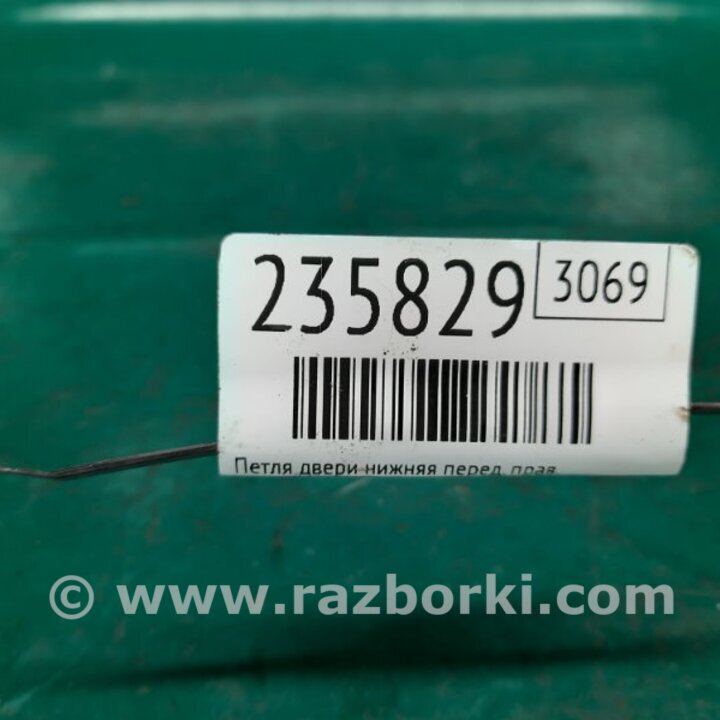 235829 3069
Петля двери нижняя перед. прав.
© www.razborki.com